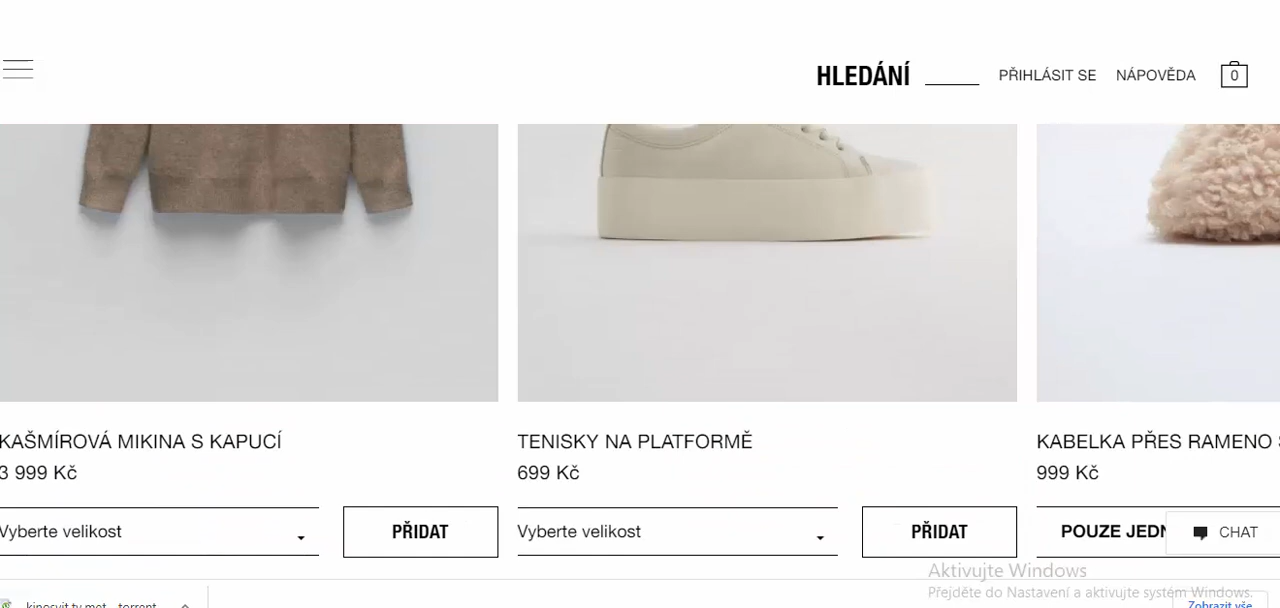 HLEDÁNÍ
PŘIHLÁSIT SE
NÁPOVĚDA
0
KAŠMÍROVÁ MIKINA S KAPUCÍ
3 999 Kč
Vyberte velikost
PŘIDAT
TENISKY NA PLATFORMĚ
699 Kč
Vyberte velikost
PŘIDAT
KABELKA PŘES RAMENO
999 Kč
POUZE JEDN
CHAT
Aktivujte Windows
Přejděte do Nastavení a aktivujte systém Windows.
Zobrazit vše